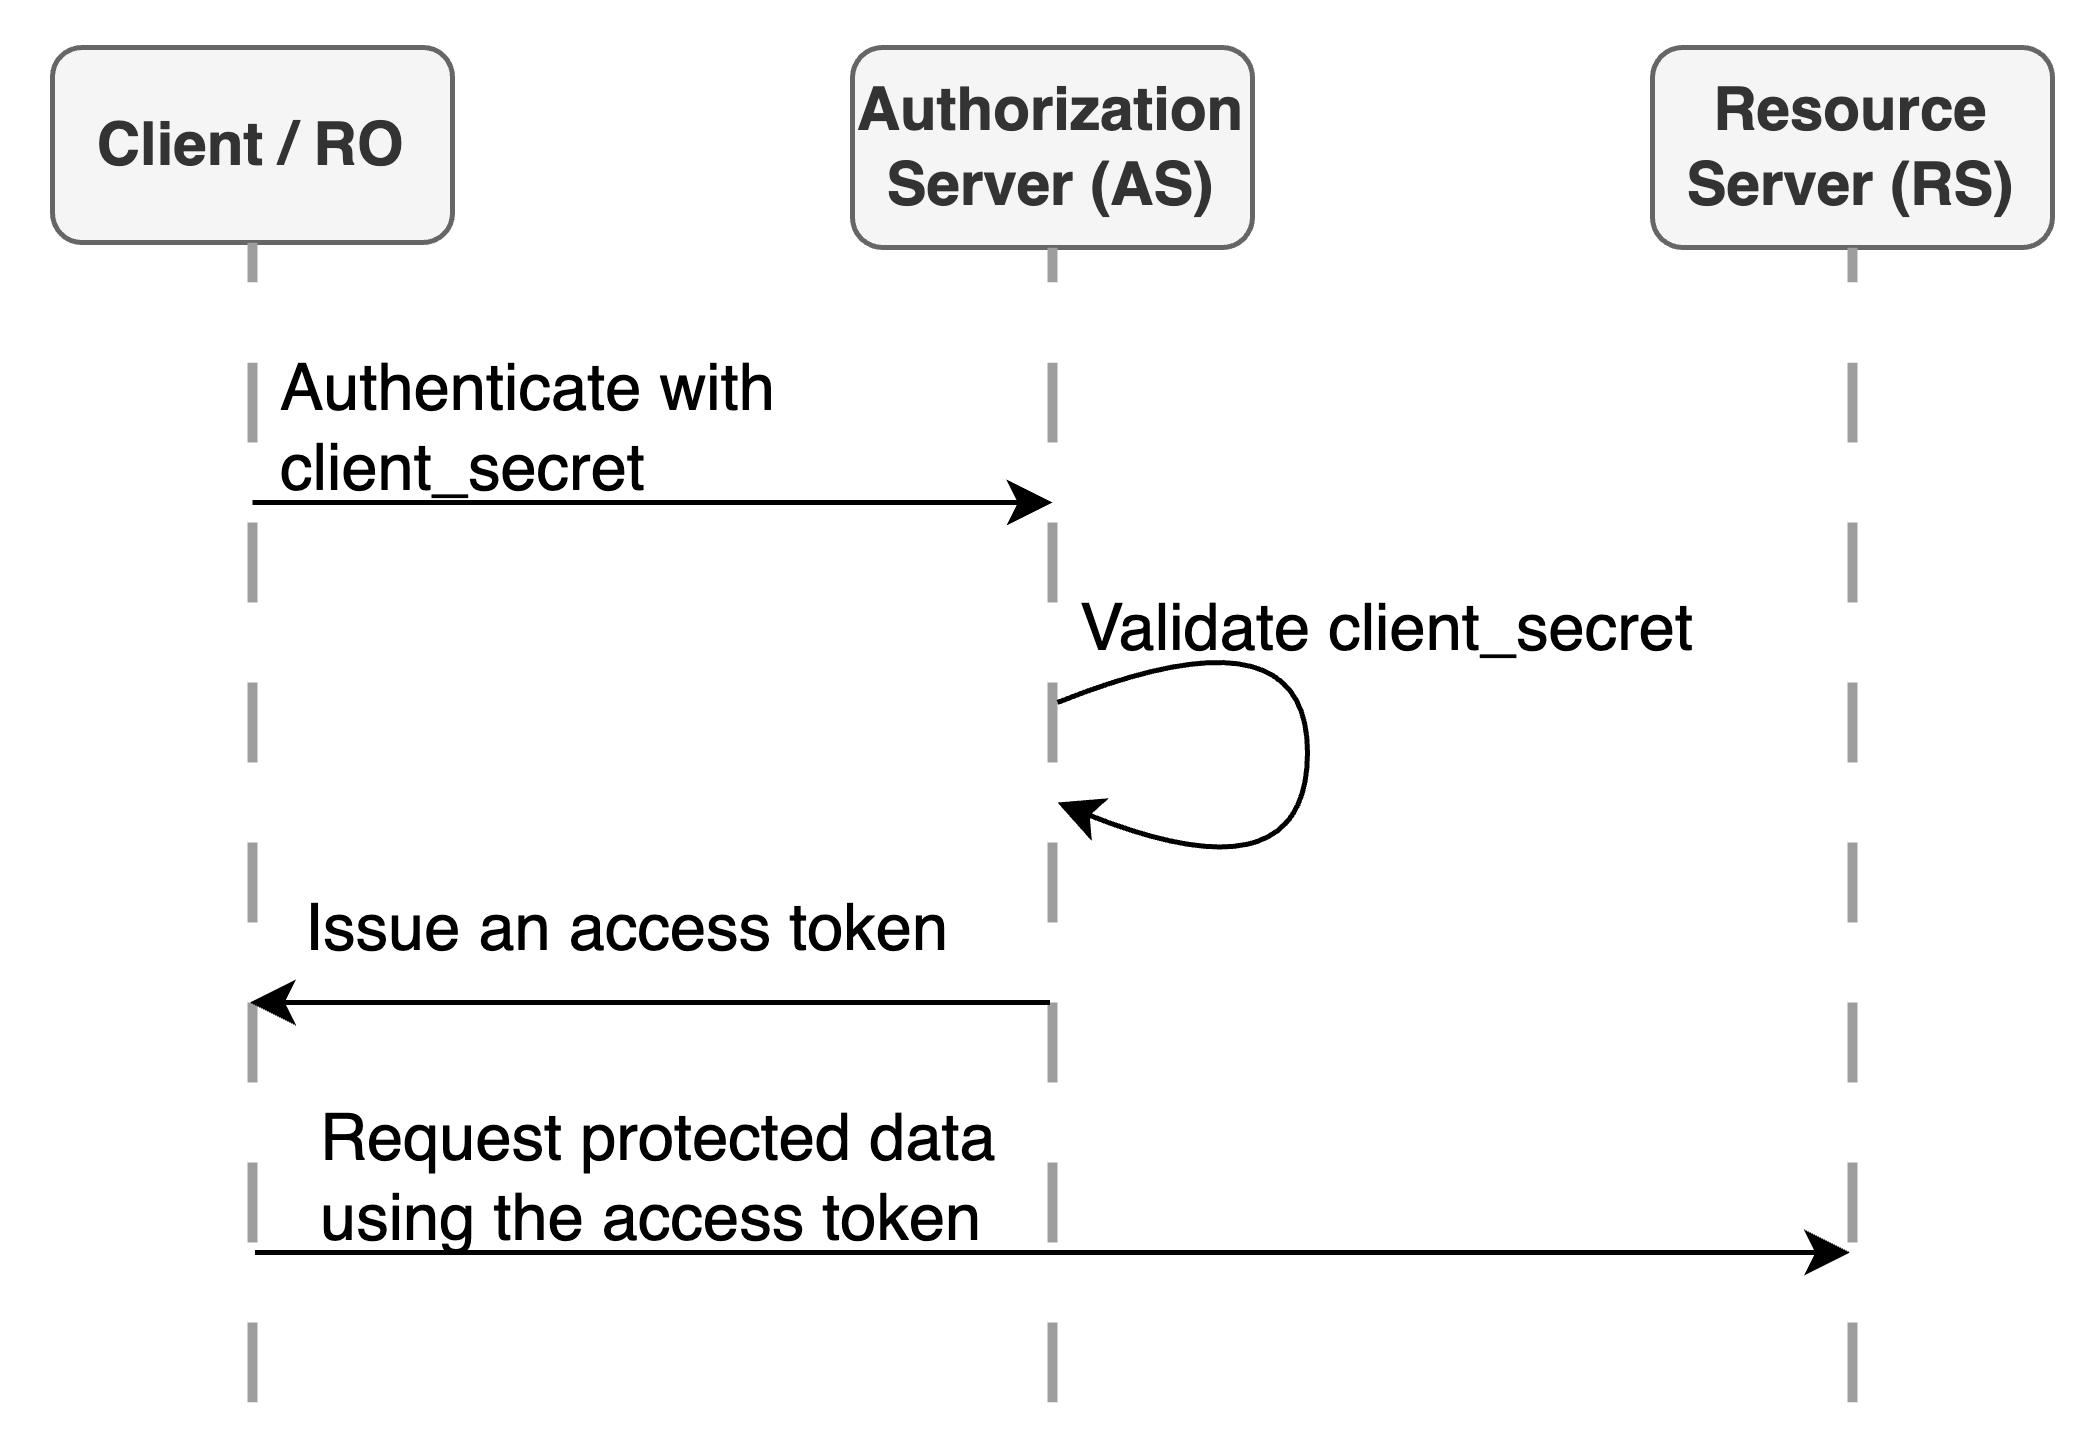 Client / RO
Authorization
Server (AS)
Resource
Server (RS)
Authenticate with
client_secret
Validate client_secret
Issue an access token
Request protected data
using the access token